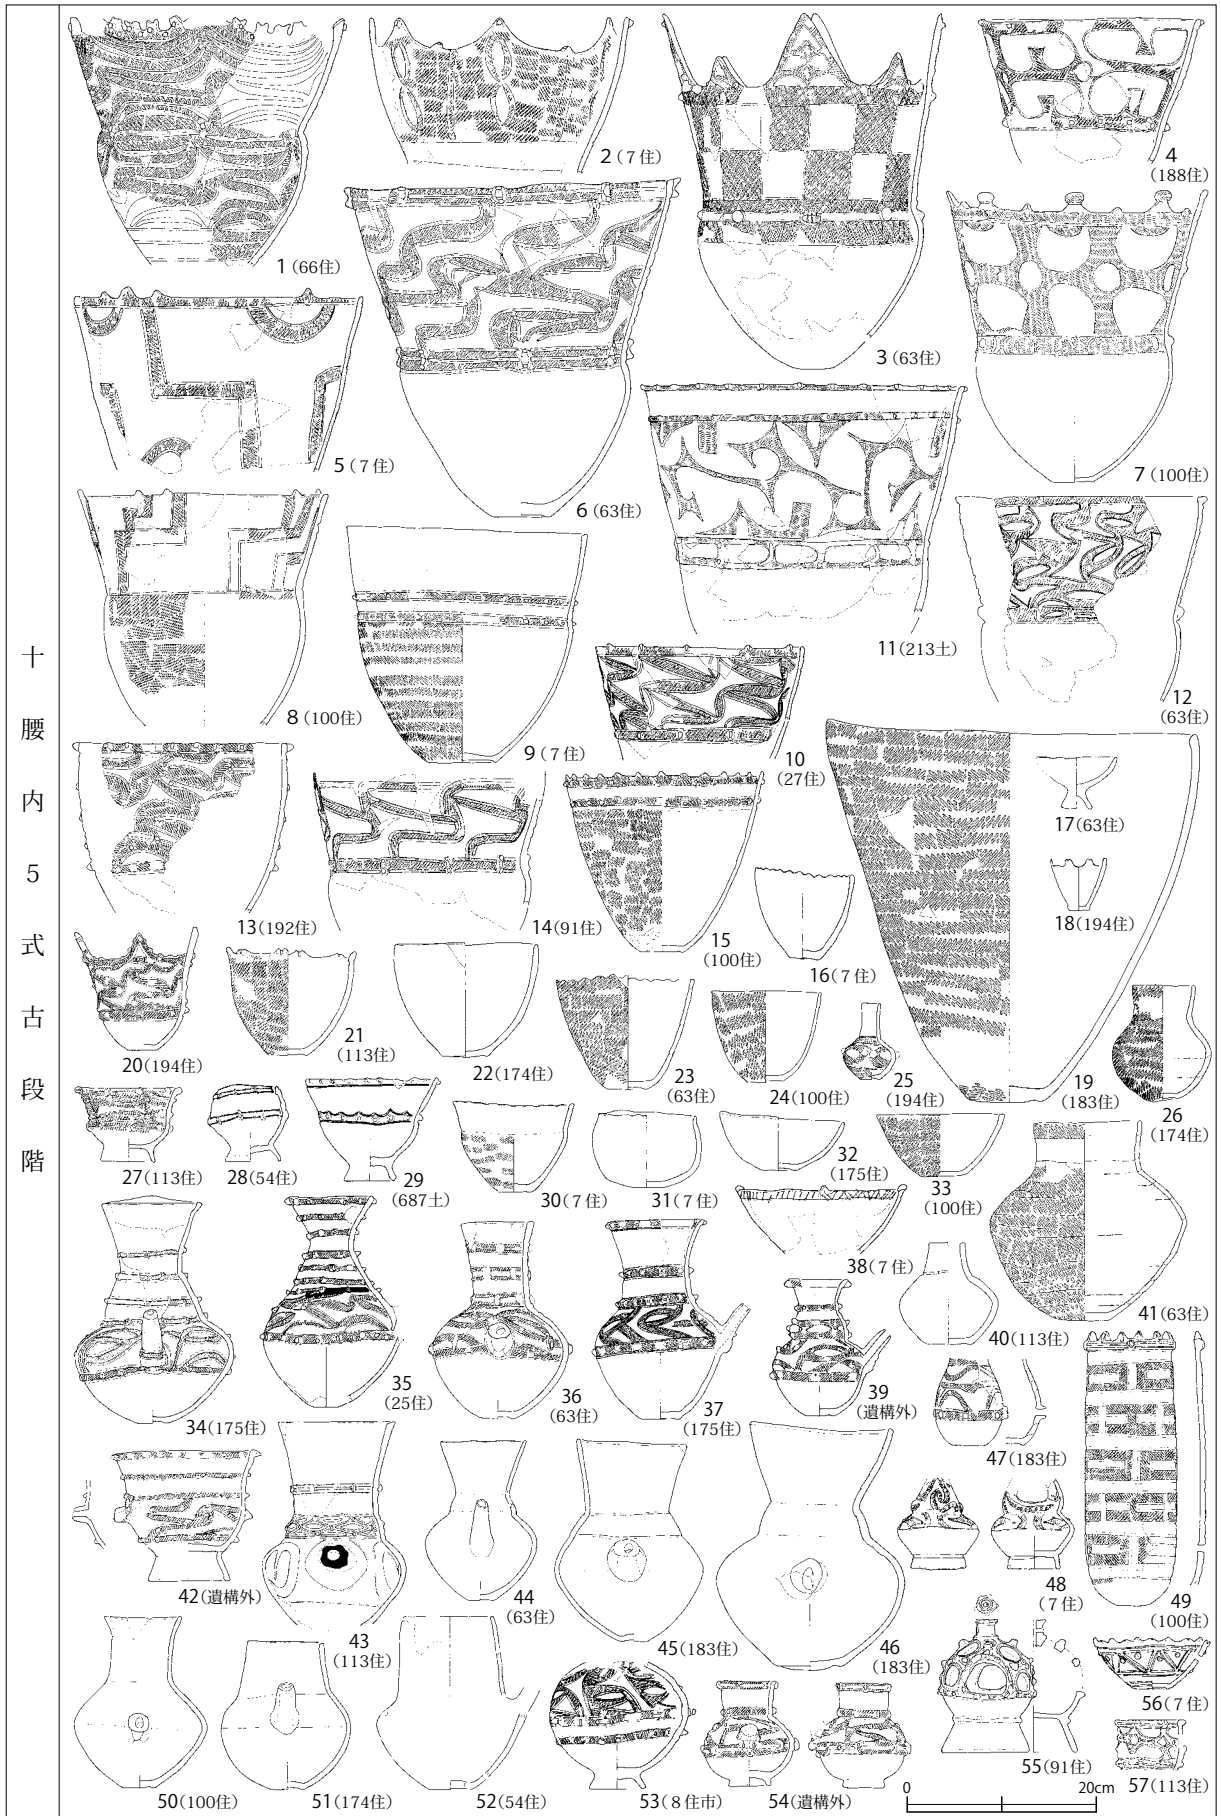 十腰内5式古段階
1(66住)
2(7住)
3(63住)
4
(188住)
5(7住)
6(63住)
7(100住)
8(100住)
9(7住)
10
(27住)
11(213土)
12
(63住)
13(192住)
14(91住)
15
(100住)
16(7住)
17(63住)
18(194住)
19
(183住)
20(194住)
21
(113住)
22(174住)
23
(63住)
24(100住)
25
(194住)
26
(174住)
27(113住)
28(54住)
29
(687土)
30(7住)
31(7住)
32
(175住)
33
(100住)
34(175住)
35
(25住)
36
(63住)
37
(175住)
38(7住)
39
(遺構外)
40(113住)
41(63住)
42(遺構外)
43
(113住)
44
(63住)
45(183住)
46
(183住)
47(183住)
48
(7住)
49
(100住)
50(100住)
51(174住)
52(54住)
53(8住市)
54(遺構外)
55(91住)
56(7住)
57(113住)
0 20cm